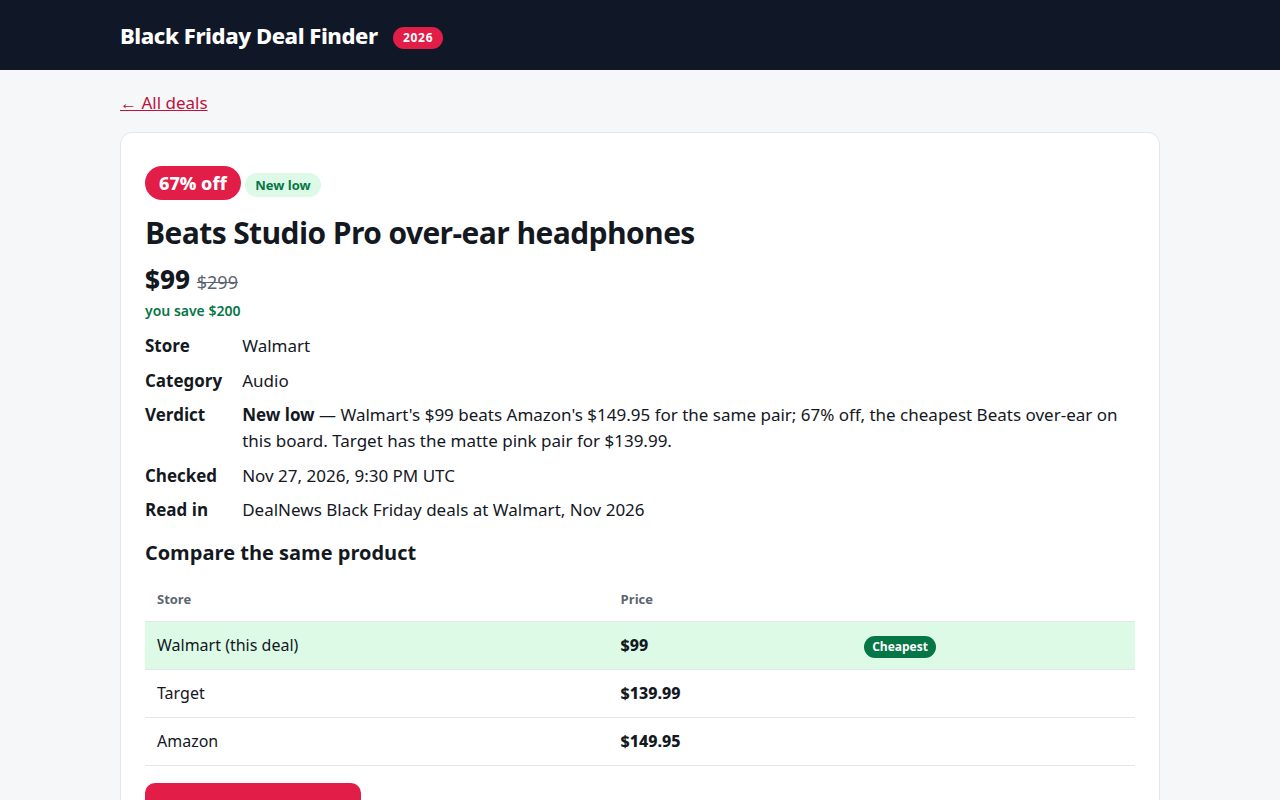 Black Friday Deal Finder 2026
← All deals
67% off New low
Beats Studio Pro over-ear headphones
$99 $299
you save $200
Store Walmart
Category Audio
Verdict New low — Walmart's $99 beats Amazon's $149.95 for the same pair; 67% off, the cheapest Beats over-ear on
this board. Target has the matte pink pair for $139.99.
Checked Nov 27, 2026, 9:30 PM UTC
Read in DealNews Black Friday deals at Walmart, Nov 2026
Compare the same product
Store Price
Walmart (this deal) $99 Cheapest
Target $139.99
Amazon $149.95